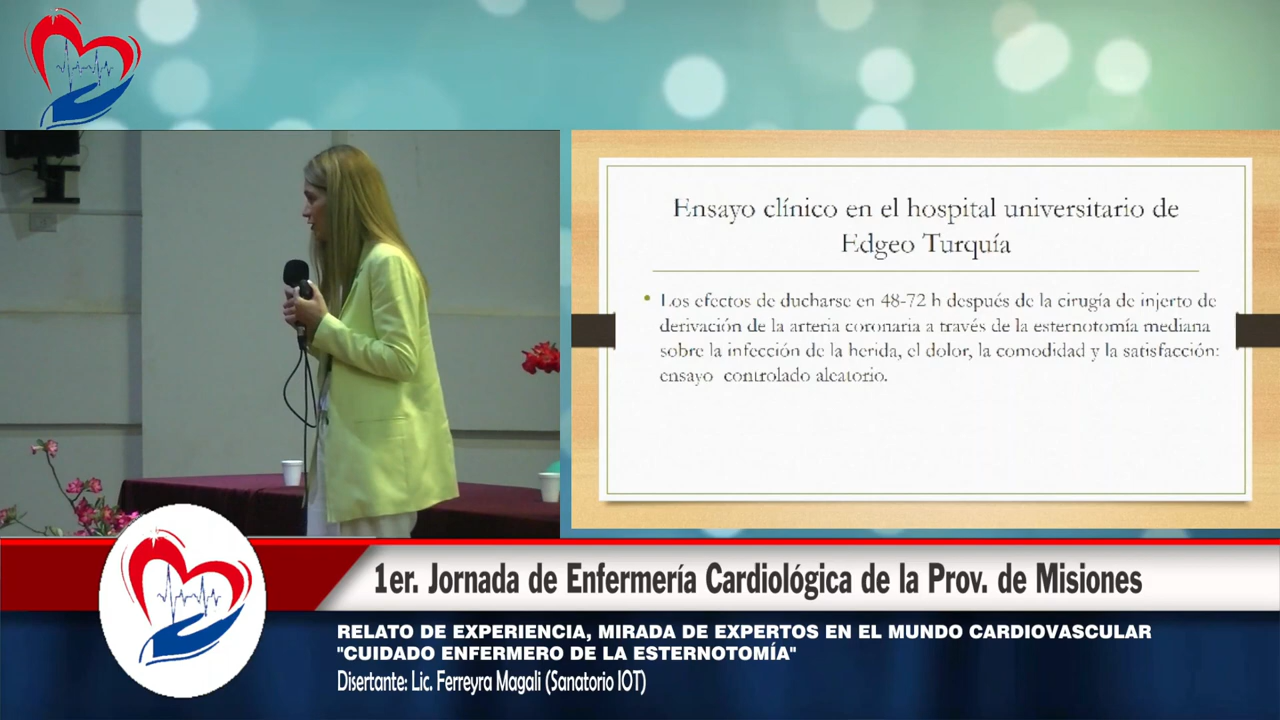 Ensayo clínico en el hospital universitario de
Edgeo Turquía
• Los efectos de ducharse en 48-72 h después de la cirugía de injerto de
derivación de la arteria coronaria a través de la esternotomía mediana
sobre la infección de la herida, el dolor, la comodidad y la satisfacción:
ensayo controlado aleatorio.
1er. Jornada de Enfermería Cardiológica de la Prov. de Misiones
RELATO DE EXPERIENCIA, MIRADA DE EXPERTOS EN EL MUNDO CARDIOVASCULAR
"CUIDADO ENFERMERO DE LA ESTERNOTOMÍA"
Disertante: Lic. Ferreyra Magali (Sanatorio IOT)